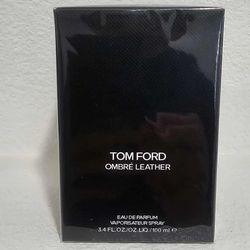 TOM FORD
OMBRÉ LEATHER
EAU DE PARFUM
VAPORISATEUR SPRAY
3.4 FL.OZ./OZ.LIQ./100 ml ℮